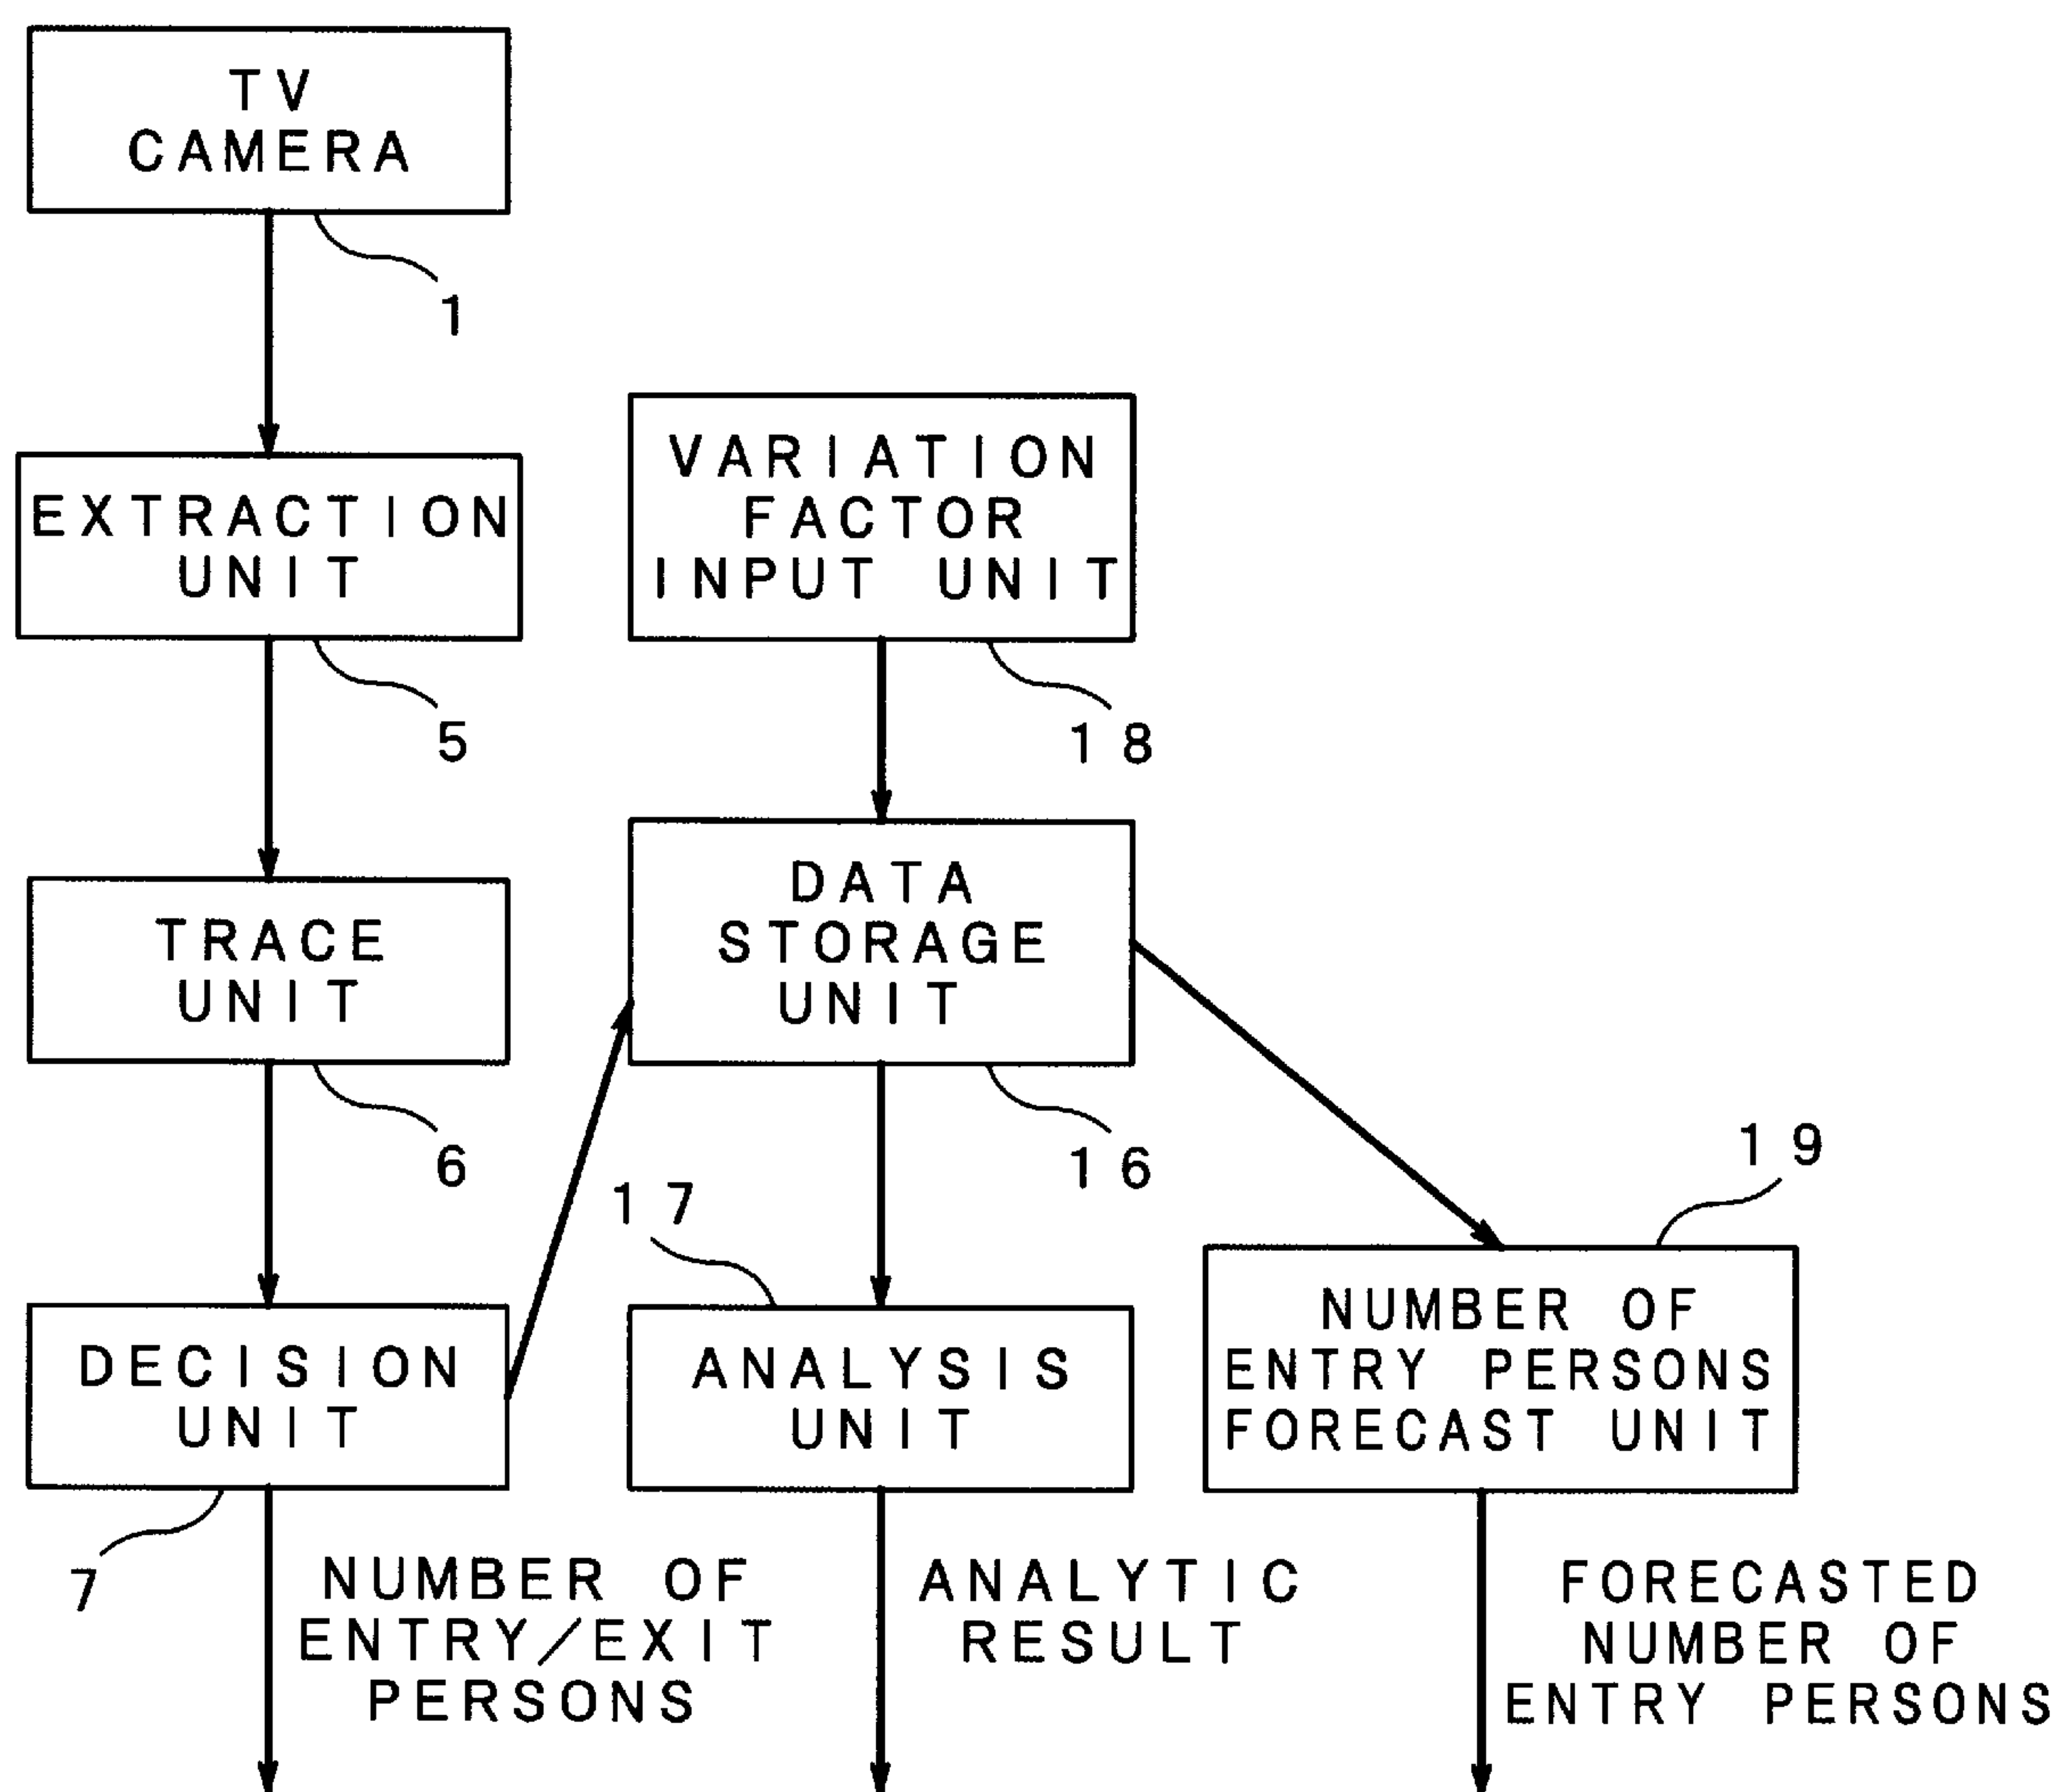 TV
CAMERA
1
EXTRACTION
UNIT
5
VARIATION
FACTOR
INPUT UNIT
18
TRACE
UNIT
6
DATA
STORAGE
UNIT
16
17
19
DECISION
UNIT
7
ANALYSIS
UNIT
NUMBER OF
ENTRY PERSONS
FORECAST UNIT
NUMBER OF
ENTRY/EXIT
PERSONS
ANALYTIC
RESULT
FORECASTED
NUMBER OF
ENTRY PERSONS